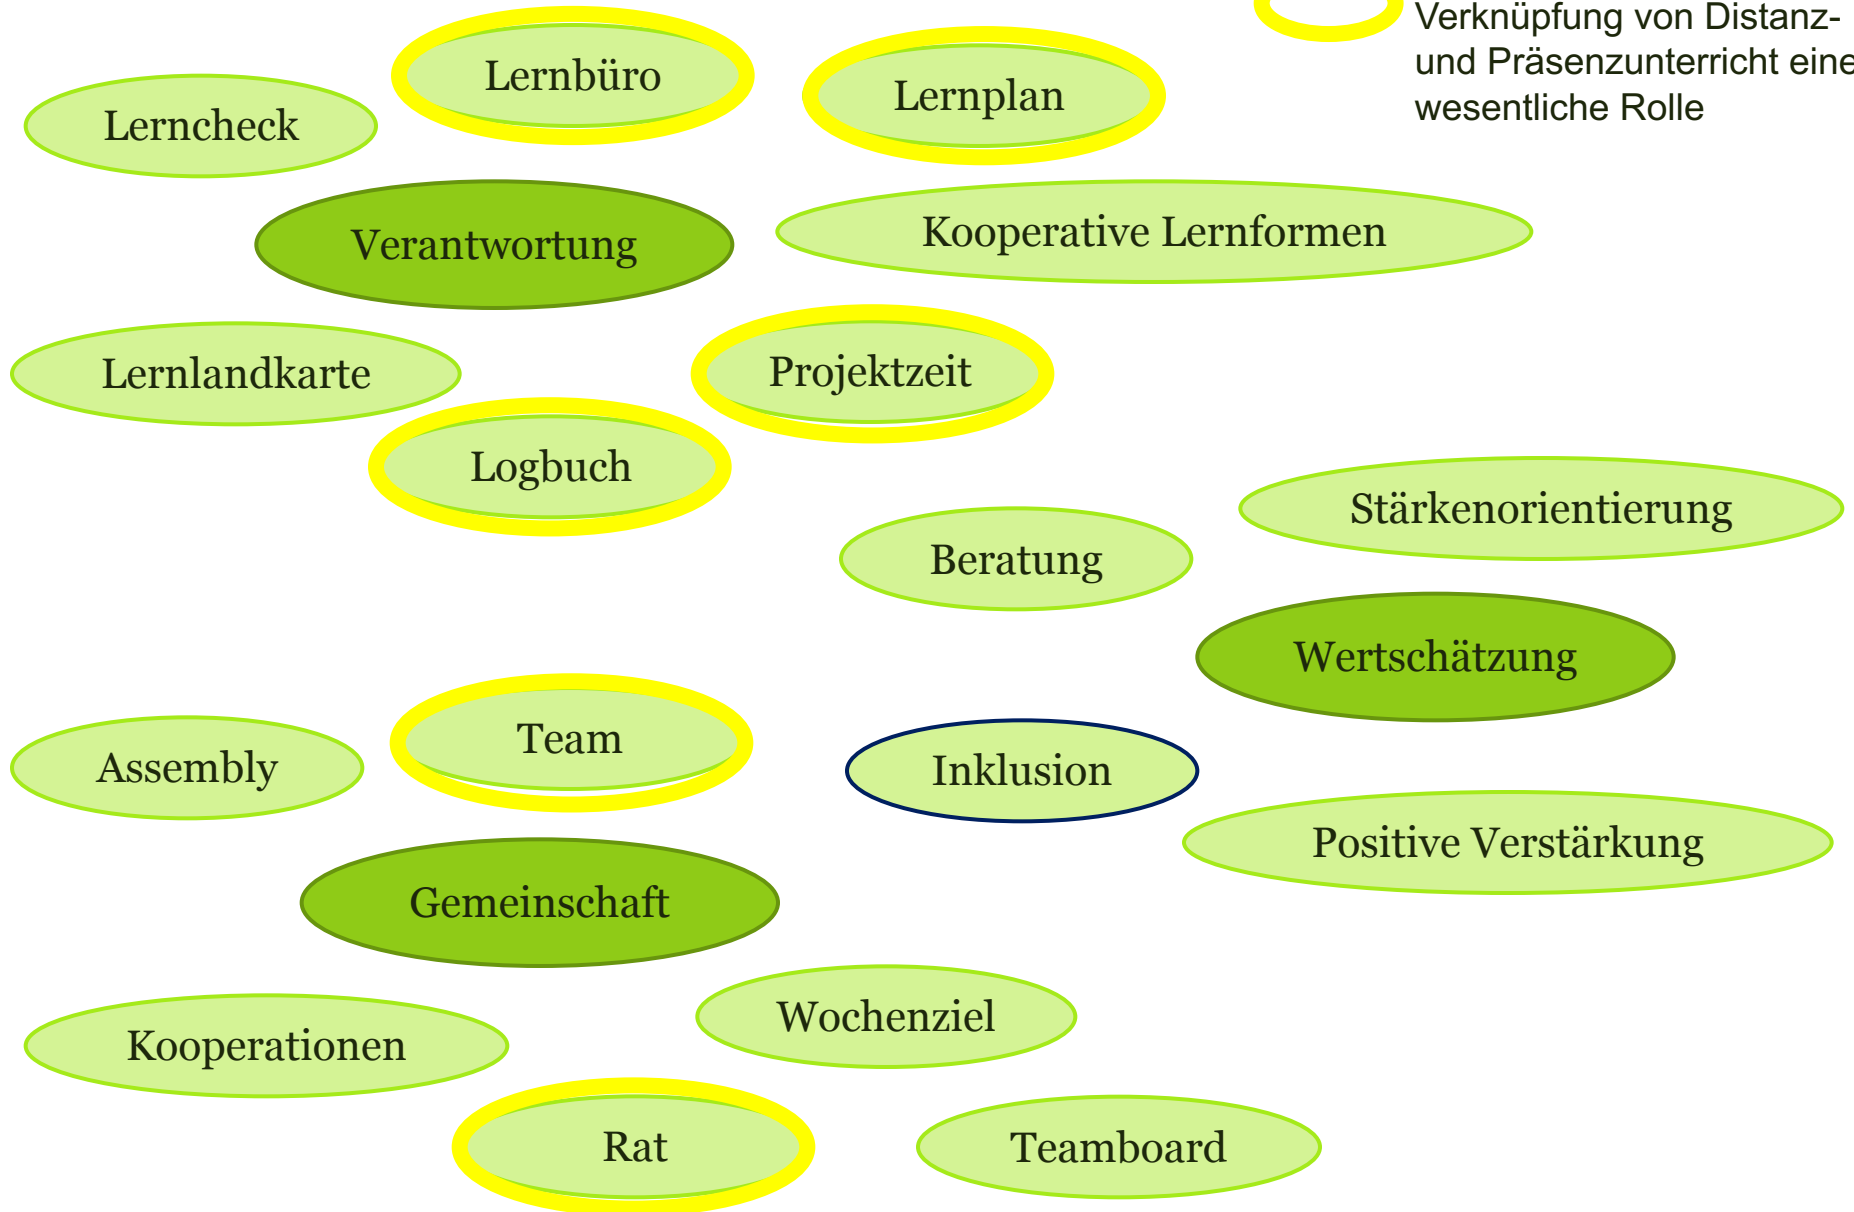 Verknüpfung von Distanz-
und Präsenzunterricht eine
wesentliche Rolle
Lernbüro
Lernplan
Lerncheck
Verantwortung
Kooperative Lernformen
Lernlandkarte
Projektzeit
Logbuch
Stärkenorientierung
Beratung
Wertschätzung
Team
Assembly
Inklusion
Positive Verstärkung
Gemeinschaft
Wochenziel
Kooperationen
Rat
Teamboard